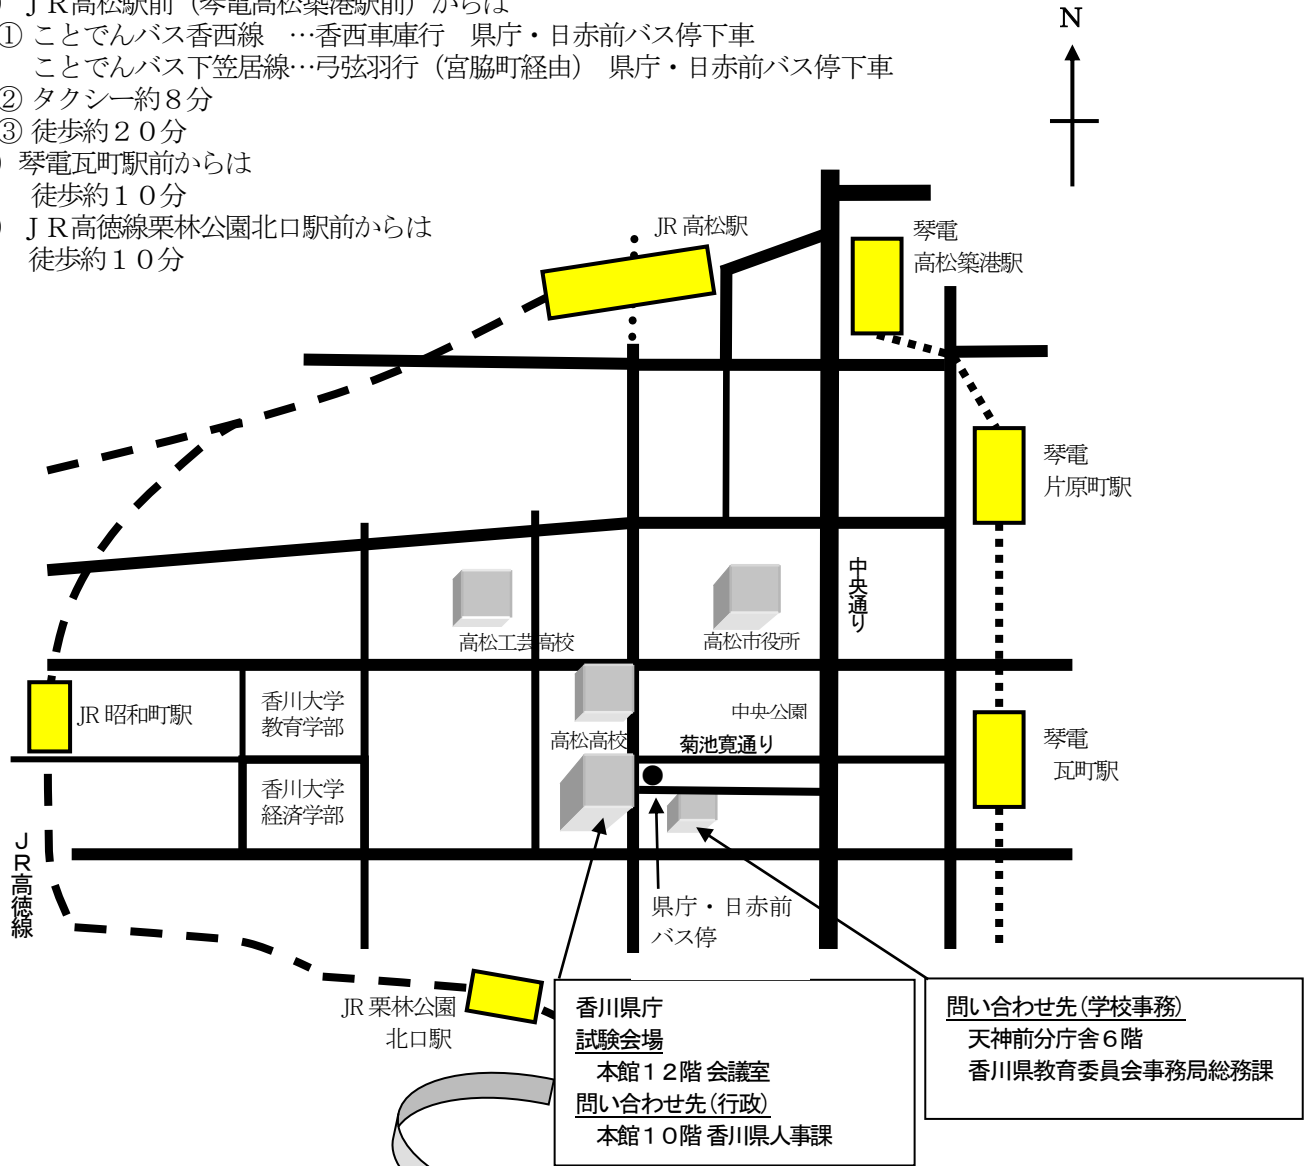 ） ＪＲ高松駅前（琴電高松築港駅前）からは
① ことでんバス香西線　…香西車庫行　県庁・日赤前バス停下車
ことでんバス下笠居線…弓弦羽行（宮脇町経由）　県庁・日赤前バス停下車
② タクシー約８分
③ 徒歩約２０分
） 琴電瓦町駅前からは
徒歩約１０分
） ＪＲ高徳線栗林公園北口駅前からは
徒歩約１０分
N
JR 高松駅
琴電
高松築港駅
琴電
片原町駅
中央通り
高松工芸高校
高松市役所
JR 昭和町駅
香川大学
教育学部
中央公園
高松高校
菊池寛通り
琴電
瓦町駅
香川大学
経済学部
ＪＲ高徳線
県庁・日赤前
バス停
JR 栗林公園
北口駅
香川県庁
試験会場
本館１２階 会議室
問い合わせ先（行政）
本館１０階 香川県人事課
問い合わせ先（学校事務）
天神前分庁舎６階
香川県教育委員会事務局総務課